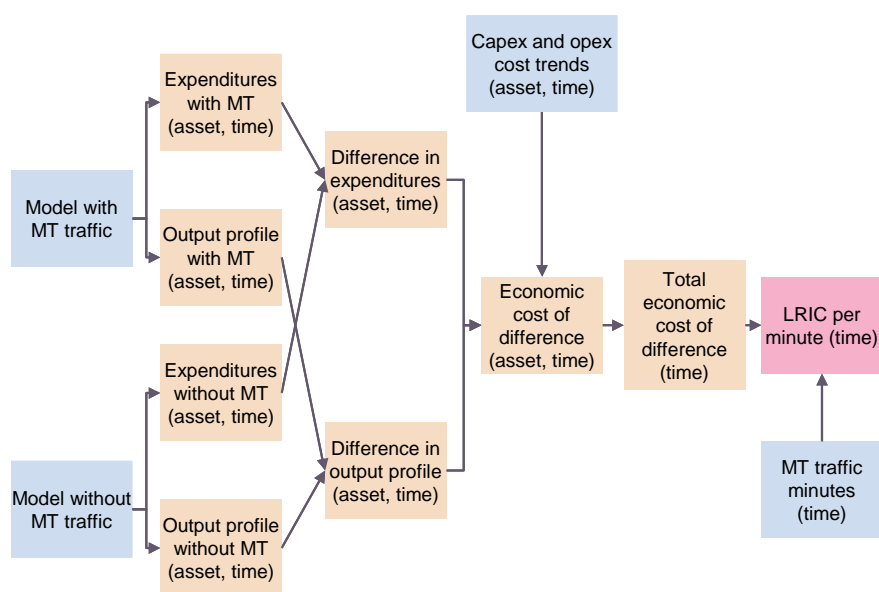 Capex and opex
cost trends
(asset, time)
Expenditures
with MT
(asset, time)
Difference in
expenditures
(asset, time)
Model with
MT traffic
Output profile
with MT
(asset, time)
Economic
cost of
difference
(asset, time)
Total
economic
cost of
difference
(time)
LRIC per
minute (time)
Expenditures
without MT
(asset, time)
Difference in
output profile
(asset, time)
MT traffic
minutes
(time)
Model without
MT traffic
Output profile
without MT
(asset, time)